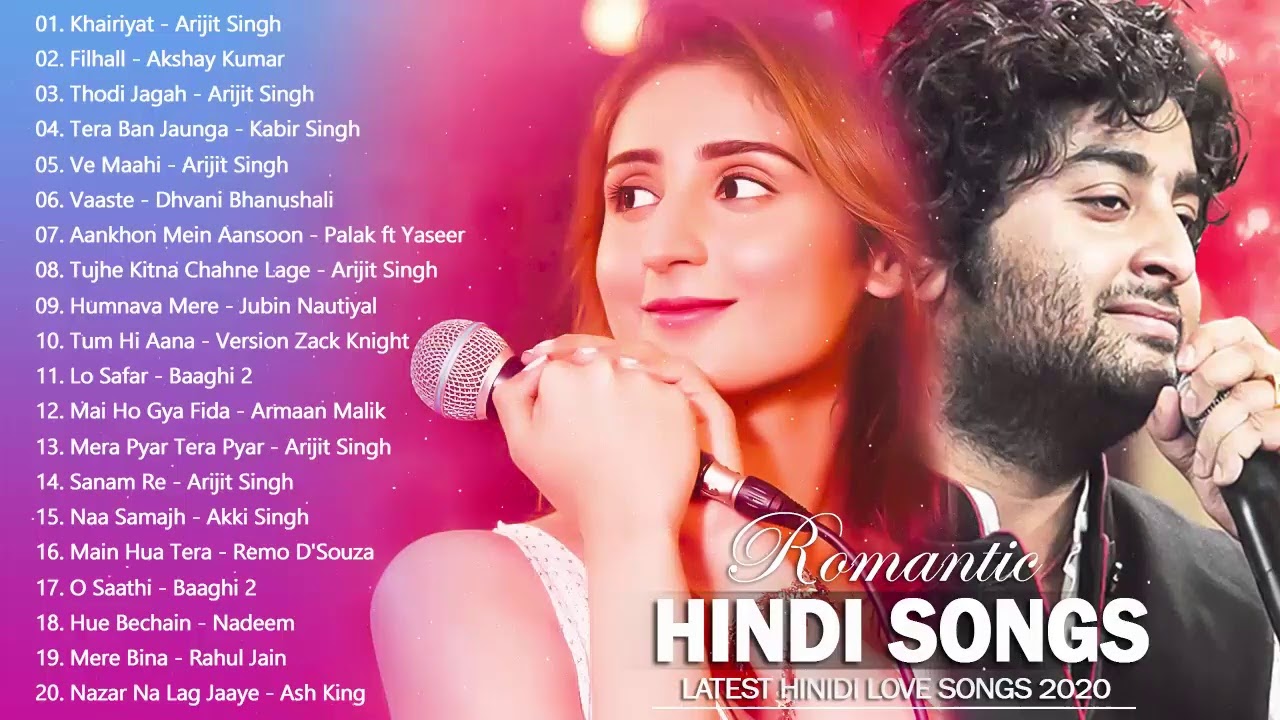 01. Khairiyat - Arijit Singh
02. Filhall - Akshay Kumar
03. Thodi Jagah - Arijit Singh
04. Tera Ban Jaunga - Kabir Singh
05. Ve Maahi - Arijit Singh
06. Vaaste - Dhvani Bhanushali
07. Aankhon Mein Aansoon - Palak ft Yaseer
08. Tujhe Kitna Chahne Lage - Arijit Singh
09. Humnava Mere - Jubin Nautiyal
10. Tum Hi Aana - Version Zack Knight
11. Lo Safar - Baaghi 2
12. Mai Ho Gya Fida - Armaan Malik
13. Mera Pyar Tera Pyar - Arijit Singh
14. Sanam Re - Arijit Singh
15. Naa Samajh - Akki Singh
16. Main Hua Tera - Remo D'Souza
17. O Saathi - Baaghi 2
18. Hue Bechain - Nadeem
19. Mere Bina - Rahul Jain
20. Nazar Na Lag Jaaye - Ash King
Romantic
HINDI SONGS
LATEST HINIDI LOVE SONGS 2020